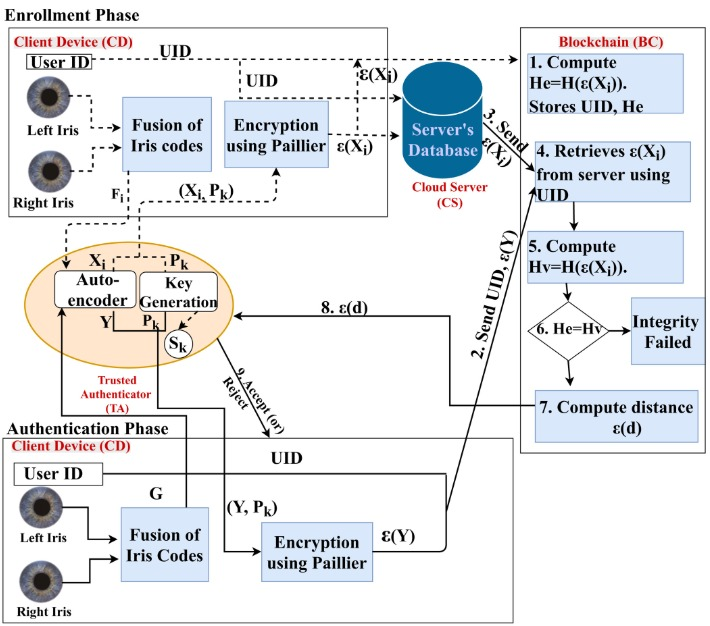 Enrollment Phase
Client Device (CD)
User ID
UID
UID
ε(Xᵢ)
Left Iris
Right Iris
Fusion of
Iris codes
Encryption
using Paillier
ε(Xᵢ)
Fᵢ
(Xᵢ, Pₖ)
Server's
Database
Cloud Server
(CS)
3. Send
ε(Xᵢ)
Blockchain (BC)
1. Compute
He=H(ε(Xᵢ)).
Stores UID, He
4. Retrieves ε(Xᵢ)
from server using
UID
5. Compute
Hv=H(ε(Xᵢ)).
6. He=Hv
Integrity
Failed
7. Compute distance
ε(d)
Xᵢ
Pₖ
Auto-
encoder
Key
Generation
Y
Pₖ
Sₖ
Trusted
Authenticator
(TA)
8. ε(d)
9. Accept (or)
Reject
2. Send UID, ε(Y)
Authentication Phase
Client Device (CD)
User ID
UID
Left Iris
Right Iris
G
Fusion of
Iris Codes
(Y, Pₖ)
Encryption
using Paillier
ε(Y)